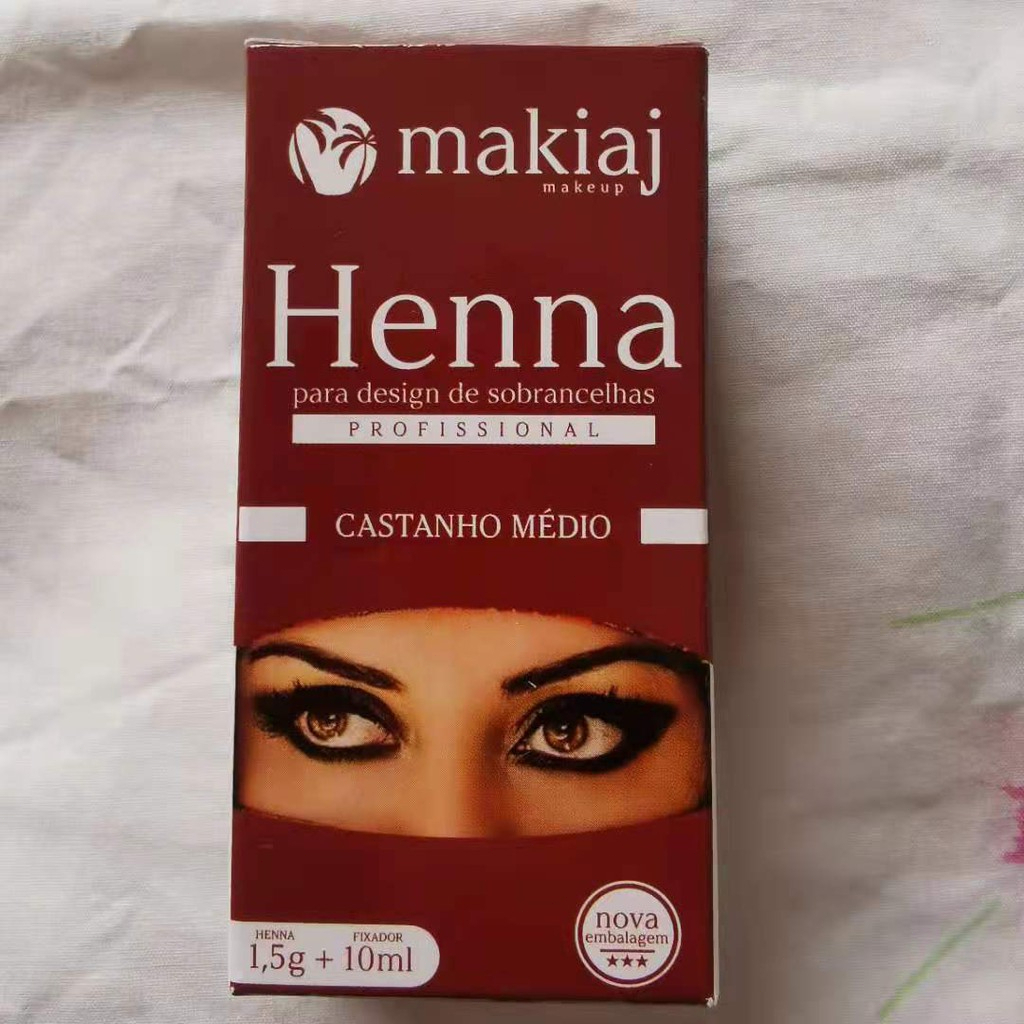 makiaj
makeup
Henna
para design de sobrancelhas
PROFISSIONAL
CASTANHO MÉDIO
HENNA FIXADOR
1,5g + 10ml
nova
embalagem